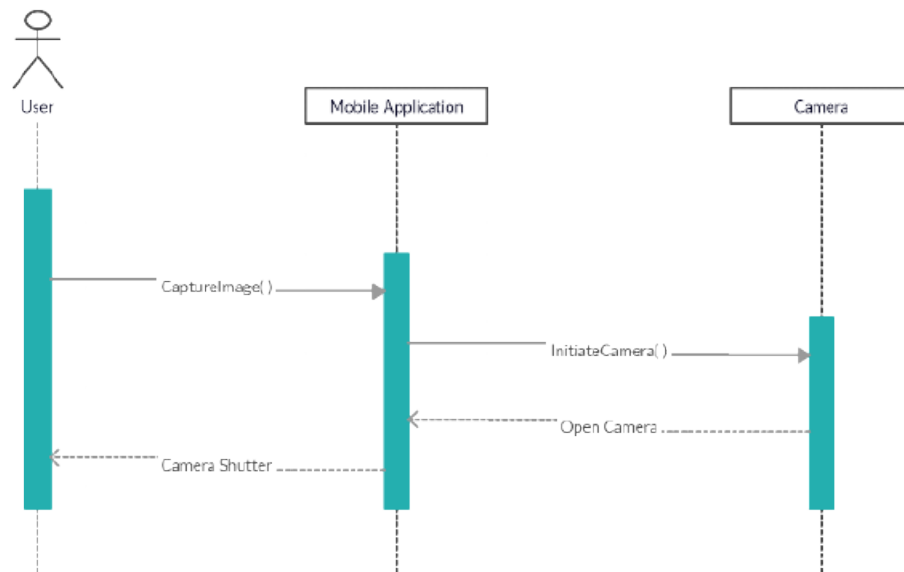 User
Mobile Application
Camera
CaptureImage( )
InitiateCamera( )
Open Camera
Camera Shutter